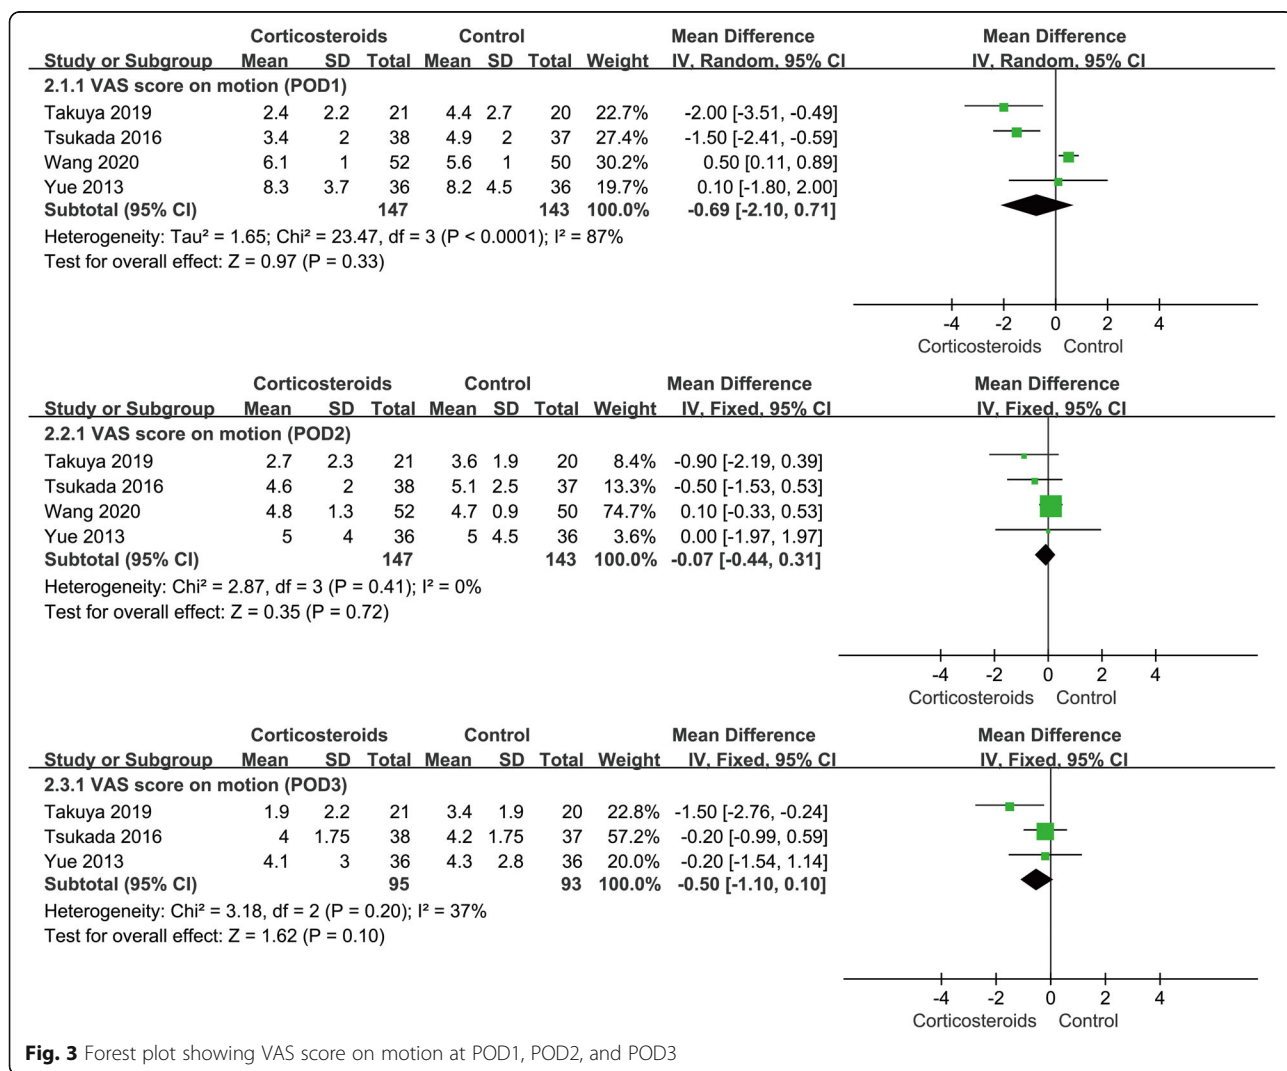 Corticosteroids Control Mean Difference Mean Difference
Study or Subgroup Mean SD Total Mean SD Total Weight IV, Random, 95% CI IV, Random, 95% CI
2.1.1 VAS score on motion (POD1)
Takuya 2019 2.4 2.2 21 4.4 2.7 20 22.7% -2.00 [-3.51, -0.49]
Tsukada 2016 3.4 2 38 4.9 2 37 27.4% -1.50 [-2.41, -0.59]
Wang 2020 6.1 1 52 5.6 1 50 30.2% 0.50 [0.11, 0.89]
Yue 2013 8.3 3.7 36 8.2 4.5 36 19.7% 0.10 [-1.80, 2.00]
Subtotal (95% CI) 147 143 100.0% -0.69 [-2.10, 0.71]
Heterogeneity: Tau² = 1.65; Chi² = 23.47, df = 3 (P < 0.0001); I² = 87%
Test for overall effect: Z = 0.97 (P = 0.33)
-4 -2 0 2 4
Corticosteroids Control
Corticosteroids Control Mean Difference Mean Difference
Study or Subgroup Mean SD Total Mean SD Total Weight IV, Fixed, 95% CI IV, Fixed, 95% CI
2.2.1 VAS score on motion (POD2)
Takuya 2019 2.7 2.3 21 3.6 1.9 20 8.4% -0.90 [-2.19, 0.39]
Tsukada 2016 4.6 2 38 5.1 2.5 37 13.3% -0.50 [-1.53, 0.53]
Wang 2020 4.8 1.3 52 4.7 0.9 50 74.7% 0.10 [-0.33, 0.53]
Yue 2013 5 4 36 5 4.5 36 3.6% 0.00 [-1.97, 1.97]
Subtotal (95% CI) 147 143 100.0% -0.07 [-0.44, 0.31]
Heterogeneity: Chi² = 2.87, df = 3 (P = 0.41); I² = 0%
Test for overall effect: Z = 0.35 (P = 0.72)
-4 -2 0 2 4
Corticosteroids Control
Corticosteroids Control Mean Difference Mean Difference
Study or Subgroup Mean SD Total Mean SD Total Weight IV, Fixed, 95% CI IV, Fixed, 95% CI
2.3.1 VAS score on motion (POD3)
Takuya 2019 1.9 2.2 21 3.4 1.9 20 22.8% -1.50 [-2.76, -0.24]
Tsukada 2016 4 1.75 38 4.2 1.75 37 57.2% -0.20 [-0.99, 0.59]
Yue 2013 4.1 3 36 4.3 2.8 36 20.0% -0.20 [-1.54, 1.14]
Subtotal (95% CI) 95 93 100.0% -0.50 [-1.10, 0.10]
Heterogeneity: Chi² = 3.18, df = 2 (P = 0.20); I² = 37%
Test for overall effect: Z = 1.62 (P = 0.10)
-4 -2 0 2 4
Corticosteroids Control
Fig. 3 Forest plot showing VAS score on motion at POD1, POD2, and POD3